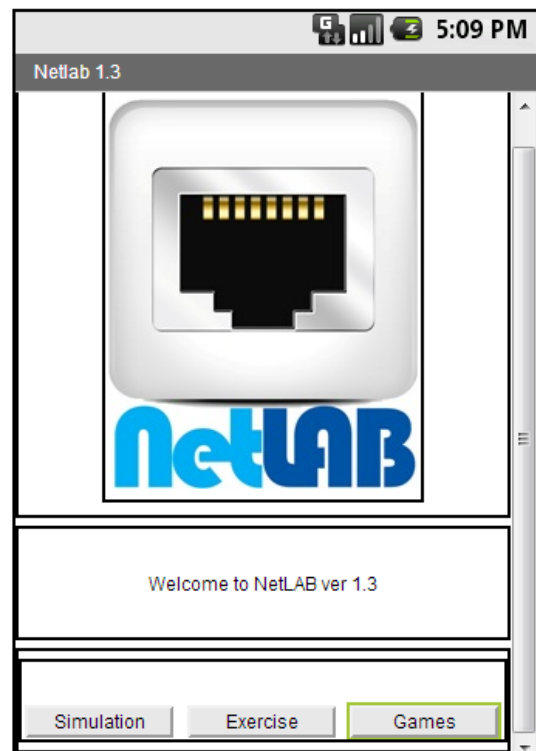 G 5:09 PM
Netlab 1.3
NetLAB
Welcome to NetLAB ver 1.3
Simulation Exercise Games